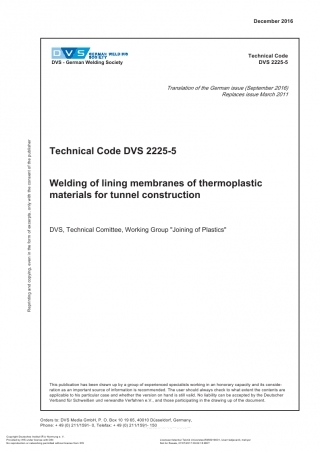 December 2016
DVS GERMAN WELDING
SOCIETY
DVS - German Welding Society
Technical Code
DVS 2225-5
Translation of the German issue (September 2016)
Replaces issue March 2011
Reprinting and copying, even in the form of excerpts, only with the consent of the publisher
Technical Code DVS 2225-5
Welding of lining membranes of thermoplastic
materials for tunnel construction
DVS, Technical Comittee, Working Group "Joining of Plastics"
This publication has been drawn up by a group of experienced specialists working in an honorary capacity and its conside-
ration as an important source of information is recommended. The user should always check to what extent the contents are
applicable to his particular case and whether the version on hand is still valid. No liability can be accepted by the Deutscher
Verband für Schweißen und verwandte Verfahren e.V., and those participating in the drawing up of the document.
Orders to: DVS Media GmbH, P. O. Box 10 19 65, 40010 Düsseldorf, Germany,
Phone: + 49 (0) 211/1591- 0, Telefax: + 49 (0) 211/1591-150